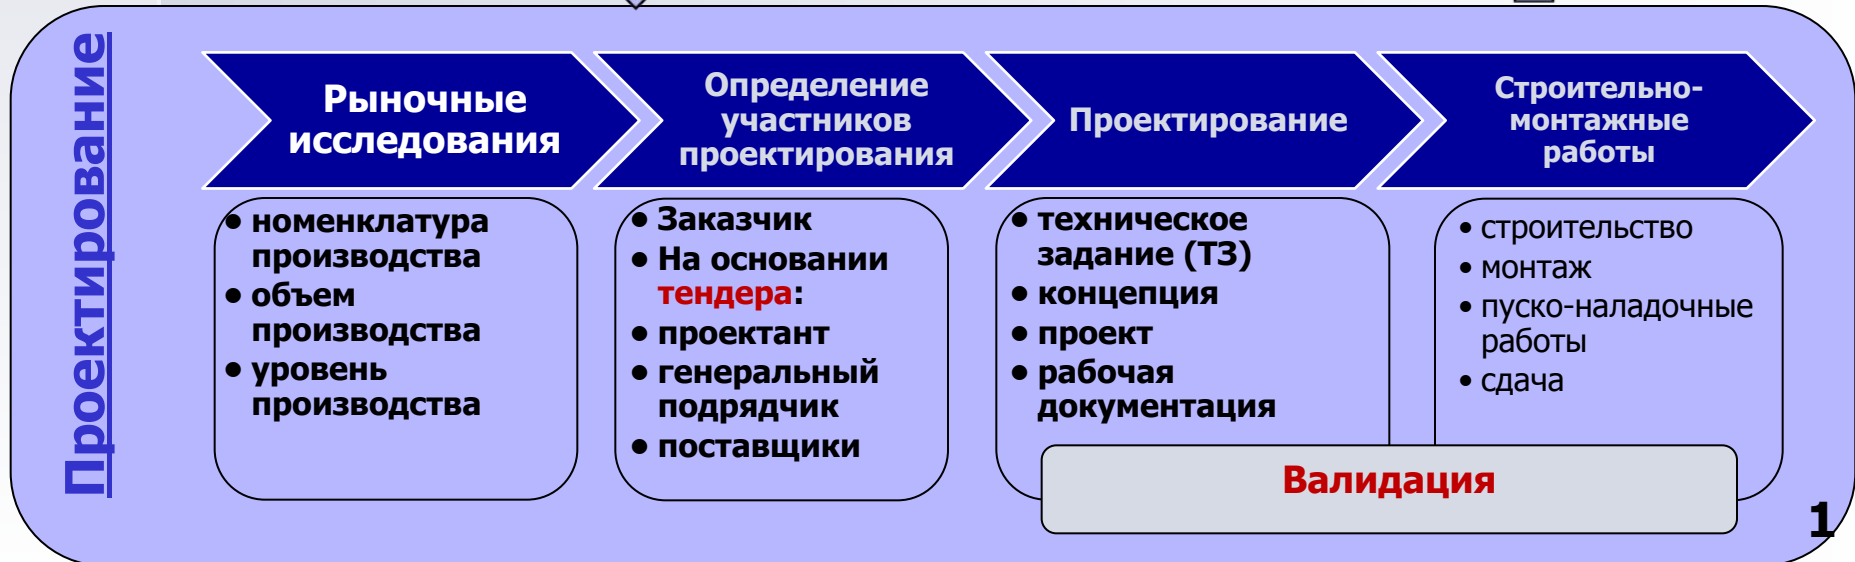 Проектирование
Рыночные
исследования
Определение
участников
проектирования
Проектирование
Строительно-
монтажные
работы
• номенклатура
производства
• объем
производства
• уровень
производства
• Заказчик
• На основании
тендера:
• проектант
• генеральный
подрядчик
• поставщики
• техническое
задание (ТЗ)
• концепция
• проект
• рабочая
документация
• строительство
• монтаж
• пуско-наладочные
работы
• сдача
Валидация
1